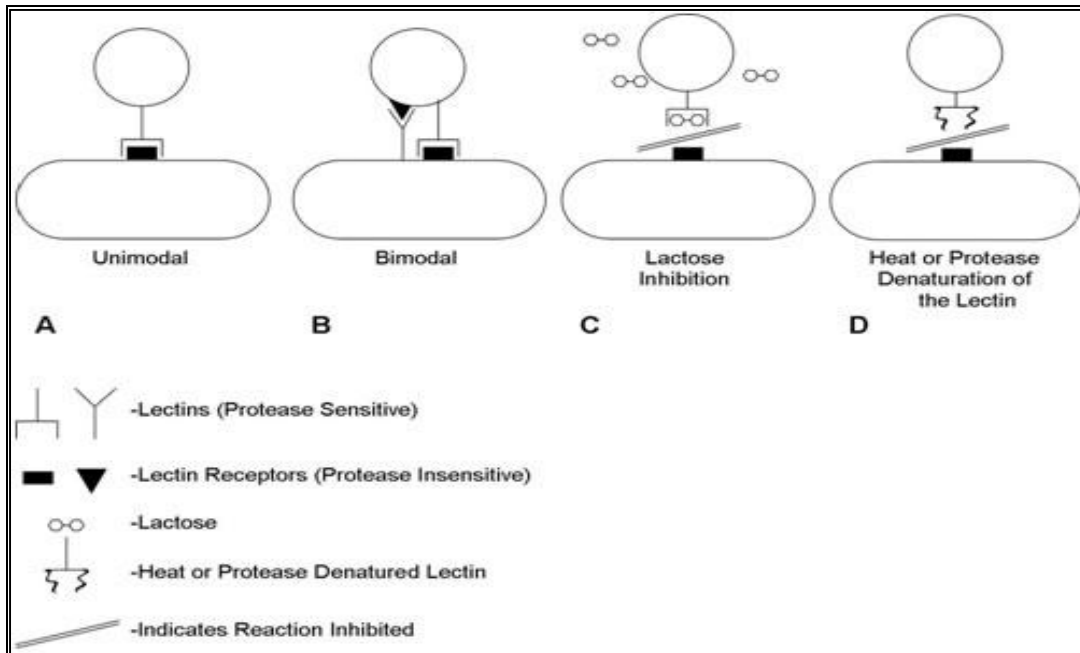 Unimodal
Bimodal
Lactose
Inhibition
Heat or Protease
Denaturation of
the Lectin
A
B
C
D
-Lectins (Protease Sensitive)
-Lectin Receptors (Protease Insensitive)
-Lactose
-Heat or Protease Denatured Lectin
-Indicates Reaction Inhibited